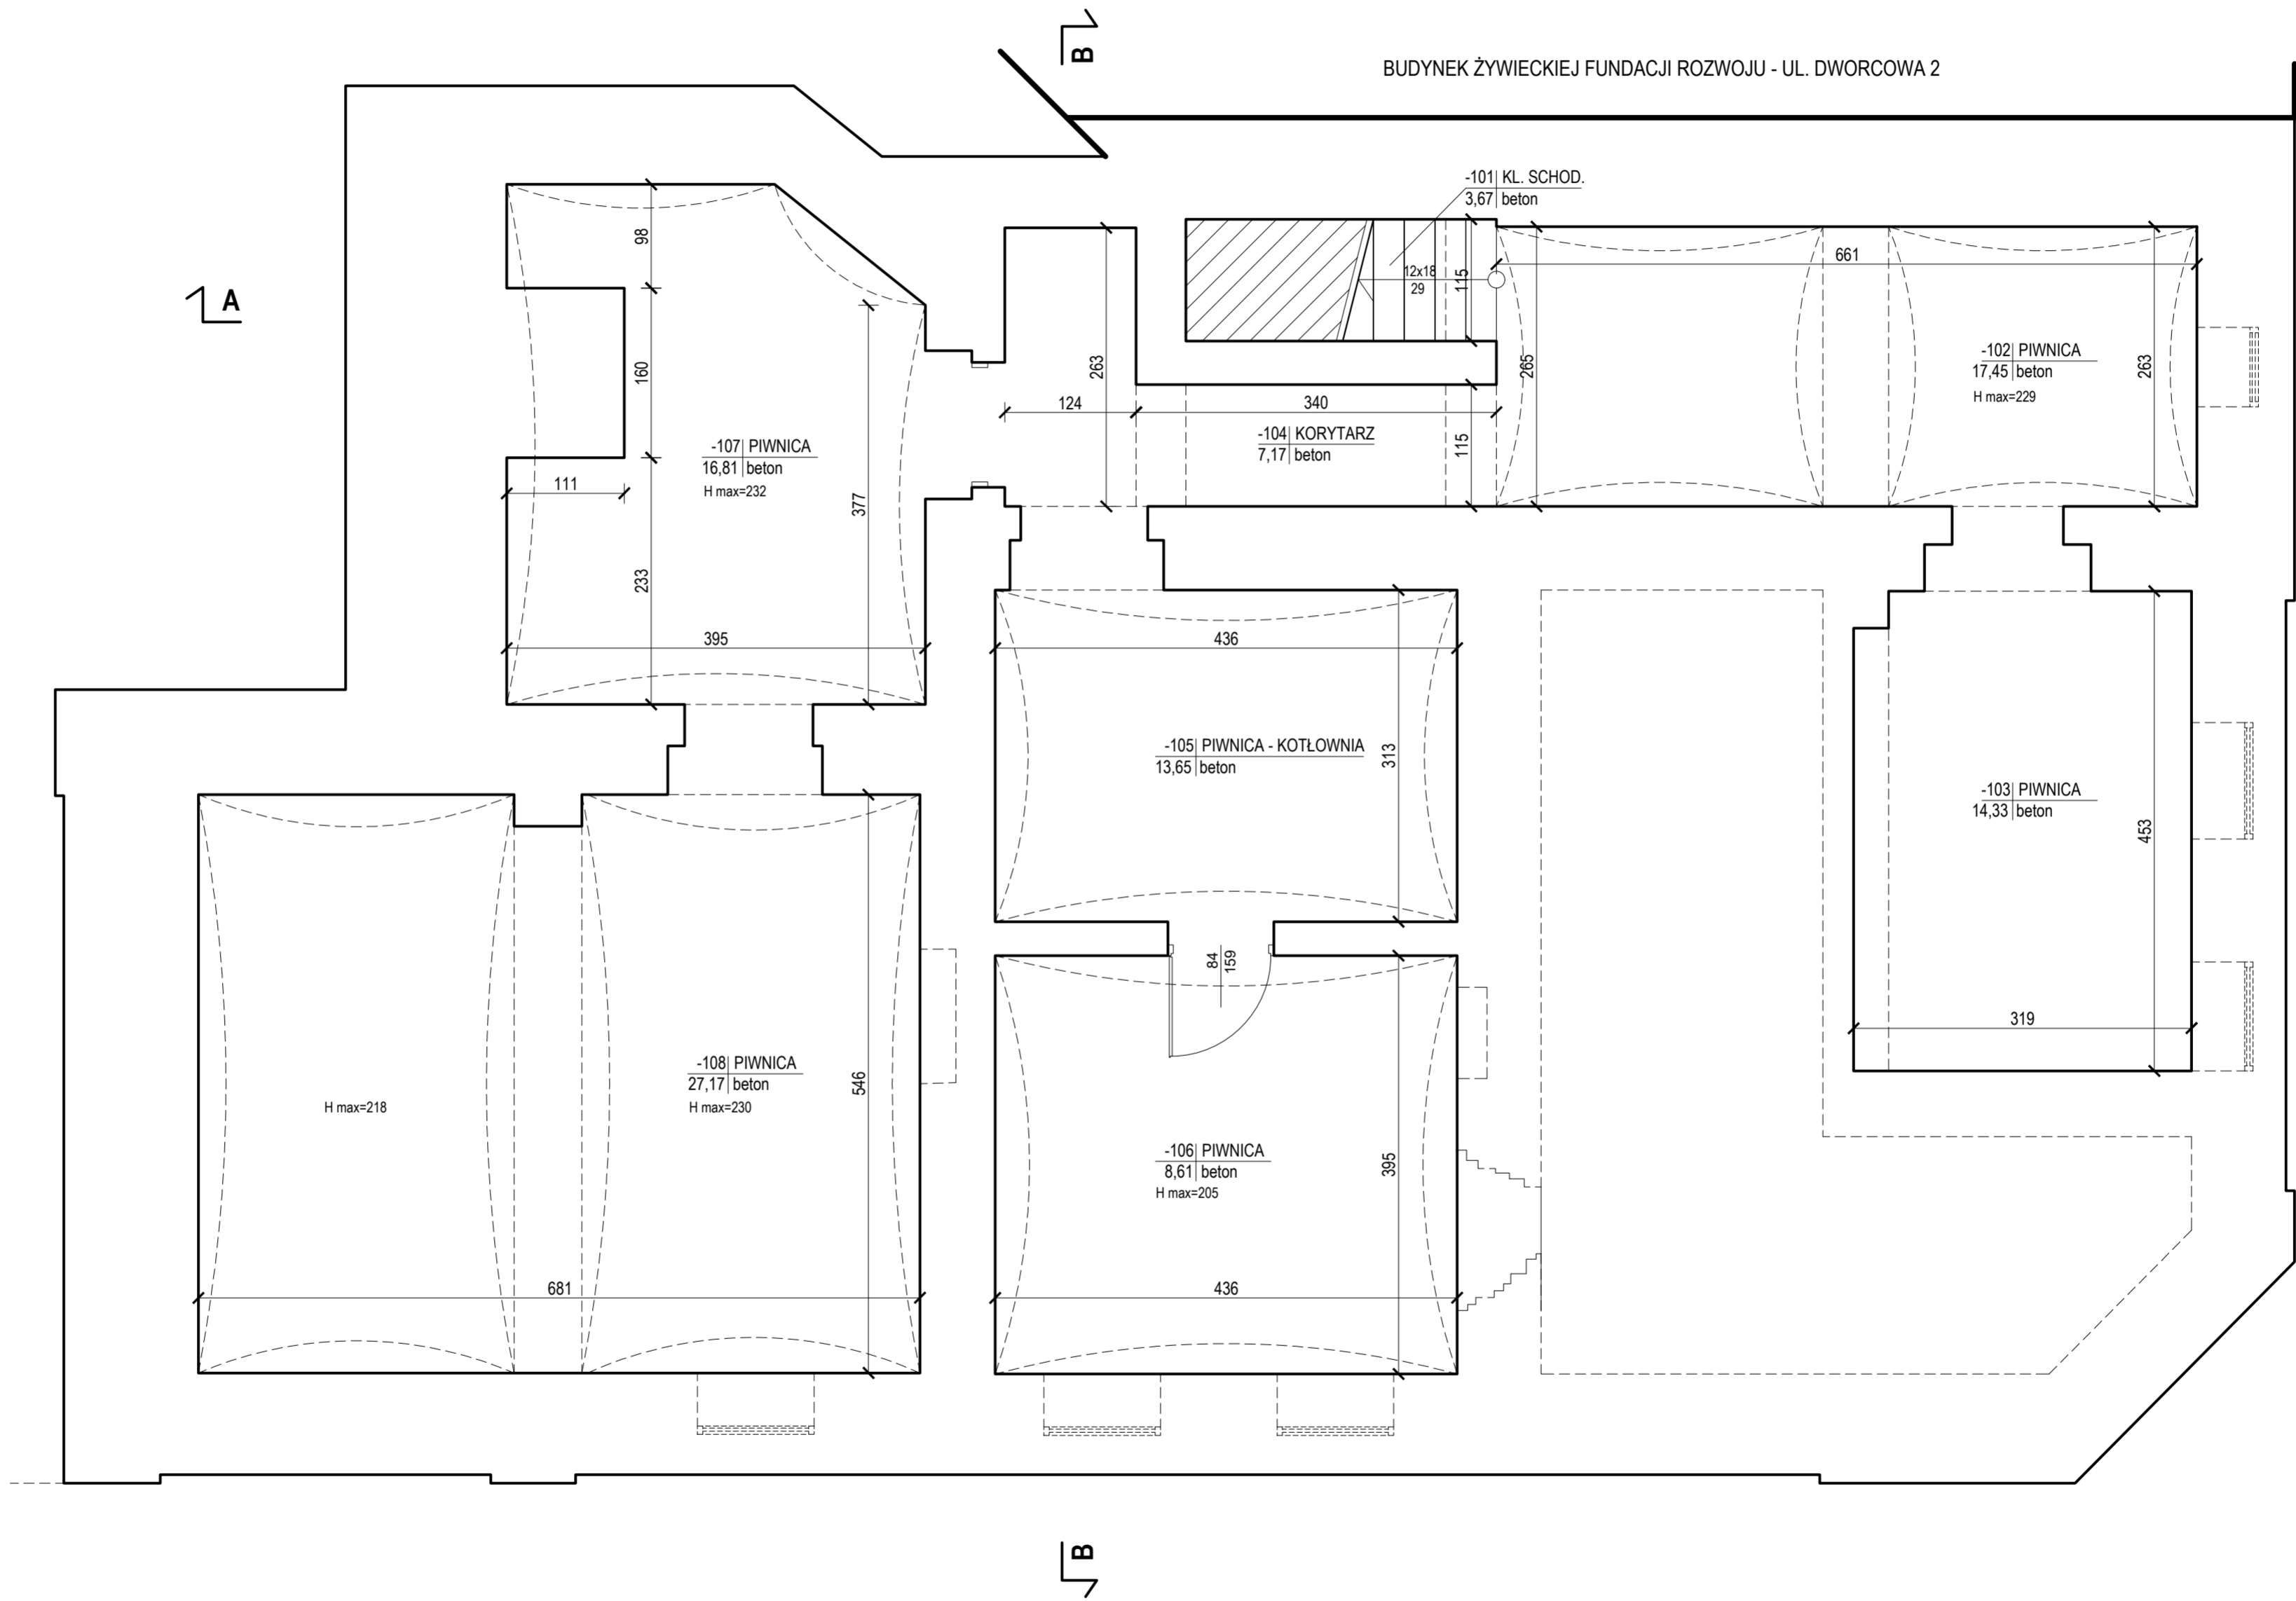 B
BUDYNEK ŻYWIECKIEJ FUNDACJI ROZWOJU - UL. DWORCOWA 2
-101 KL. SCHOD.
3,67 beton
98
A
12x18
29
115
661
265
263
-102 PIWNICA
17,45 beton
H max=229
263
160
124
340
-104 KORYTARZ
7,17 beton
115
-107 PIWNICA
16,81 beton
H max=232
111
377
233
395
436
-105 PIWNICA - KOTŁOWNIA
13,65 beton
313
-103 PIWNICA
14,33 beton
453
84
159
319
-108 PIWNICA
27,17 beton
H max=230
H max=218
546
-106 PIWNICA
8,61 beton
H max=205
395
681
436
B